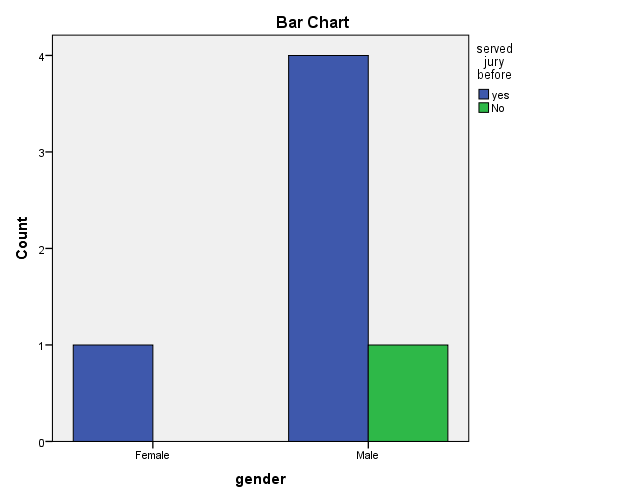 Bar Chart
served
jury
before
yes
No
4
3
2
1
0
Count
Female
Male
gender